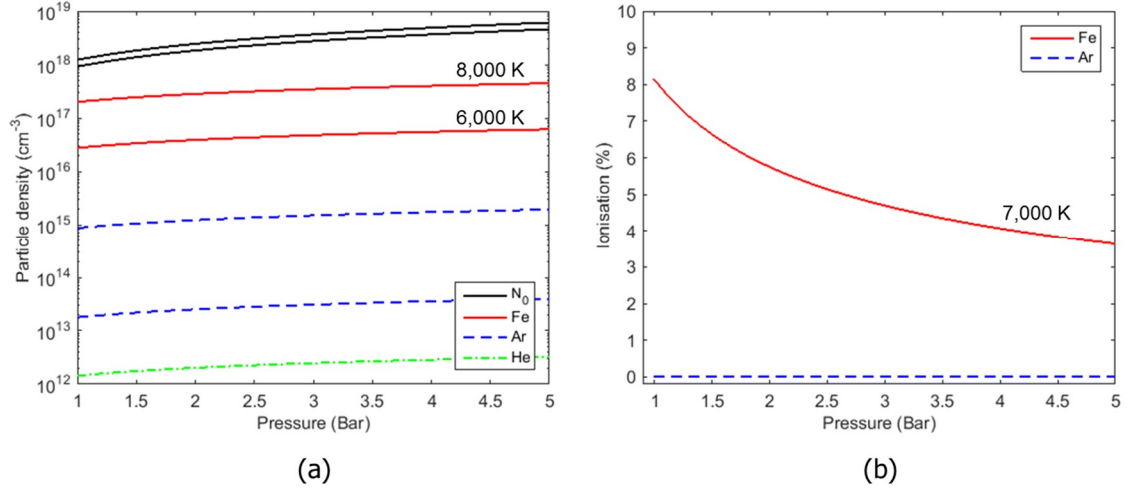 10^19
10^18
10^17
10^16
10^15
10^14
10^13
10^12
Particle density (cm^-3)
8,000 K
6,000 K
N_0
Fe
Ar
He
1 1.5 2 2.5 3 3.5 4 4.5 5
Pressure (Bar)
(a)
10
9
8
7
6
5
4
3
2
1
0
Ionisation (%)
Fe
Ar
7,000 K
1 1.5 2 2.5 3 3.5 4 4.5 5
Pressure (Bar)
(b)